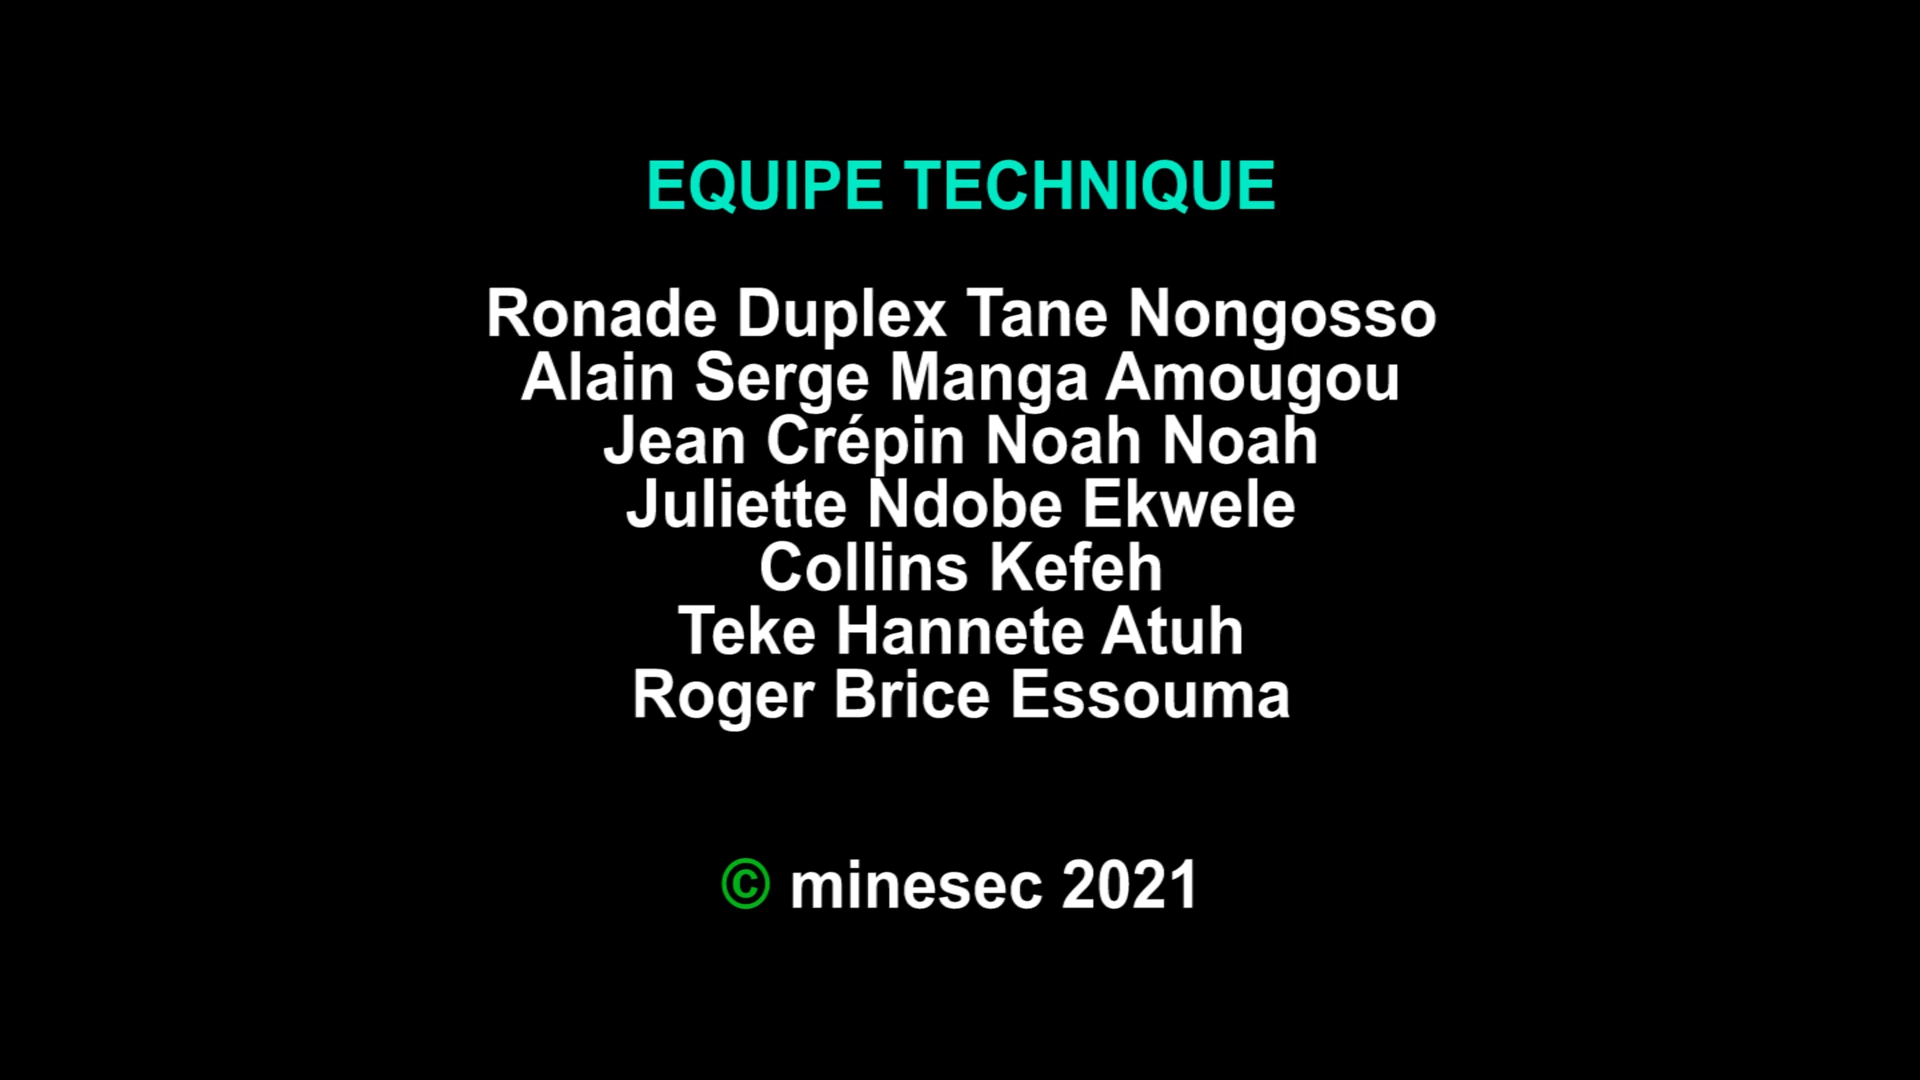 EQUIPE TECHNIQUE
Ronade Duplex Tane Nongosso
Alain Serge Manga Amougou
Jean Crépin Noah Noah
Juliette Ndobe Ekwele
Collins Kefeh
Teke Hannete Atuh
Roger Brice Essouma
© minesec 2021